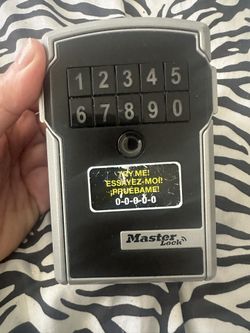 1 2 3 4 5
6 7 8 9 0
TRY ME!
ESSAYEZ-MOI!
¡PRUÉBAME!
0-0-0-0-0
Master
Lock